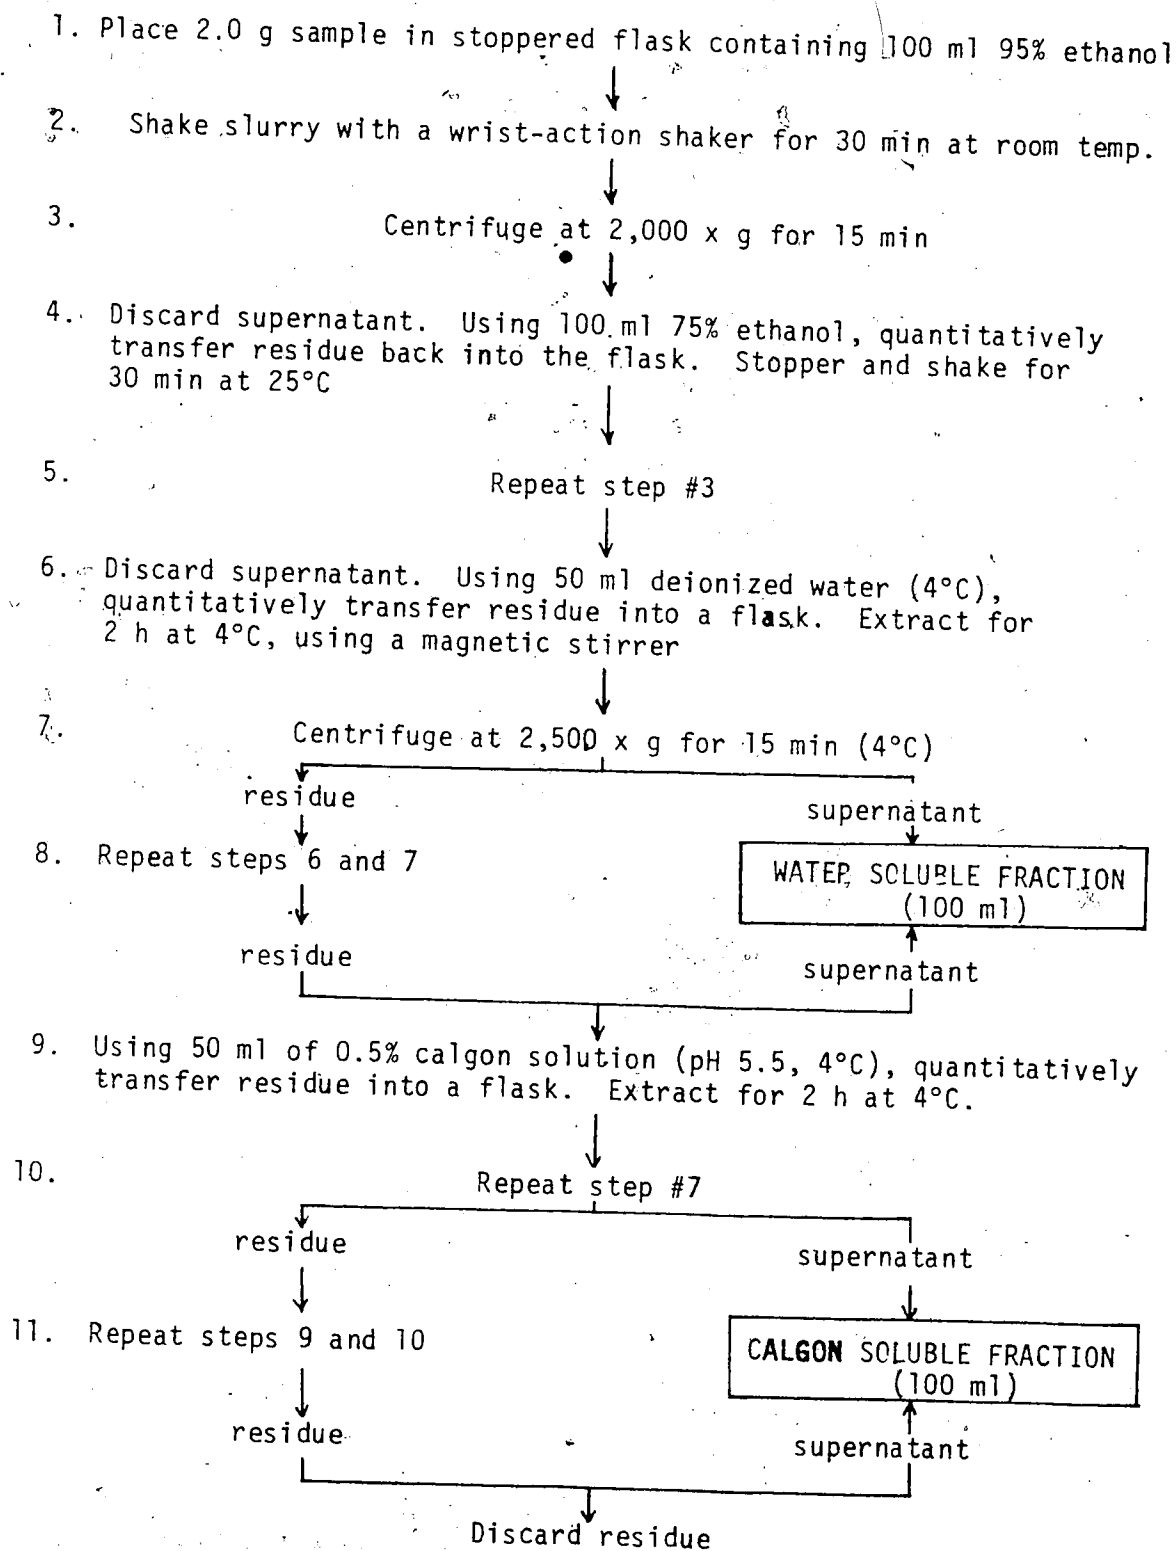 1. Place 2.0 g sample in stoppered flask containing 100 ml 95% ethanol
2. Shake slurry with a wrist-action shaker for 30 min at room temp.
3. Centrifuge at 2,000 x g for 15 min
4. Discard supernatant. Using 100 ml 75% ethanol, quantitatively
transfer residue back into the flask. Stopper and shake for
30 min at 25°C
5. Repeat step #3
6. Discard supernatant. Using 50 ml deionized water (4°C),
quantitatively transfer residue into a flask. Extract for
2 h at 4°C, using a magnetic stirrer
7. Centrifuge at 2,500 x g for 15 min (4°C)
residue
supernatant
8. Repeat steps 6 and 7
WATER SOLUBLE FRACTION
(100 ml)
residue
supernatant
9. Using 50 ml of 0.5% calgon solution (pH 5.5, 4°C), quantitatively
transfer residue into a flask. Extract for 2 h at 4°C.
10. Repeat step #7
residue
supernatant
11. Repeat steps 9 and 10
CALGON SOLUBLE FRACTION
(100 ml)
residue
supernatant
Discard residue